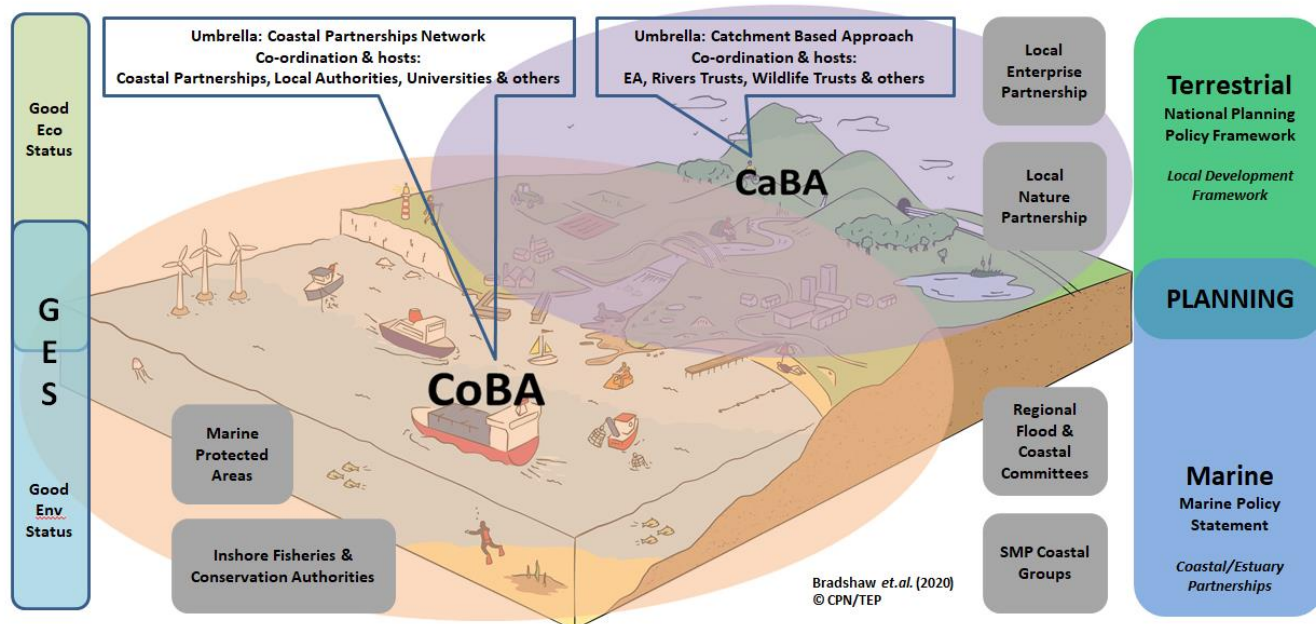 Good
Eco
Status
G
E
S
Good
Env
Status
Umbrella: Coastal Partnerships Network
Co-ordination & hosts:
Coastal Partnerships, Local Authorities, Universities & others
Umbrella: Catchment Based Approach
Co-ordination & hosts:
EA, Rivers Trusts, Wildlife Trusts & others
CaBA
CoBA
Marine
Protected
Areas
Inshore Fisheries &
Conservation Authorities
Local
Enterprise
Partnership
Local
Nature
Partnership
Regional
Flood &
Coastal
Committees
SMP Coastal
Groups
Bradshaw et.al. (2020)
© CPN/TEP
Terrestrial
National Planning
Policy Framework
Local Development
Framework
PLANNING
Marine
Marine Policy
Statement
Coastal/Estuary
Partnerships